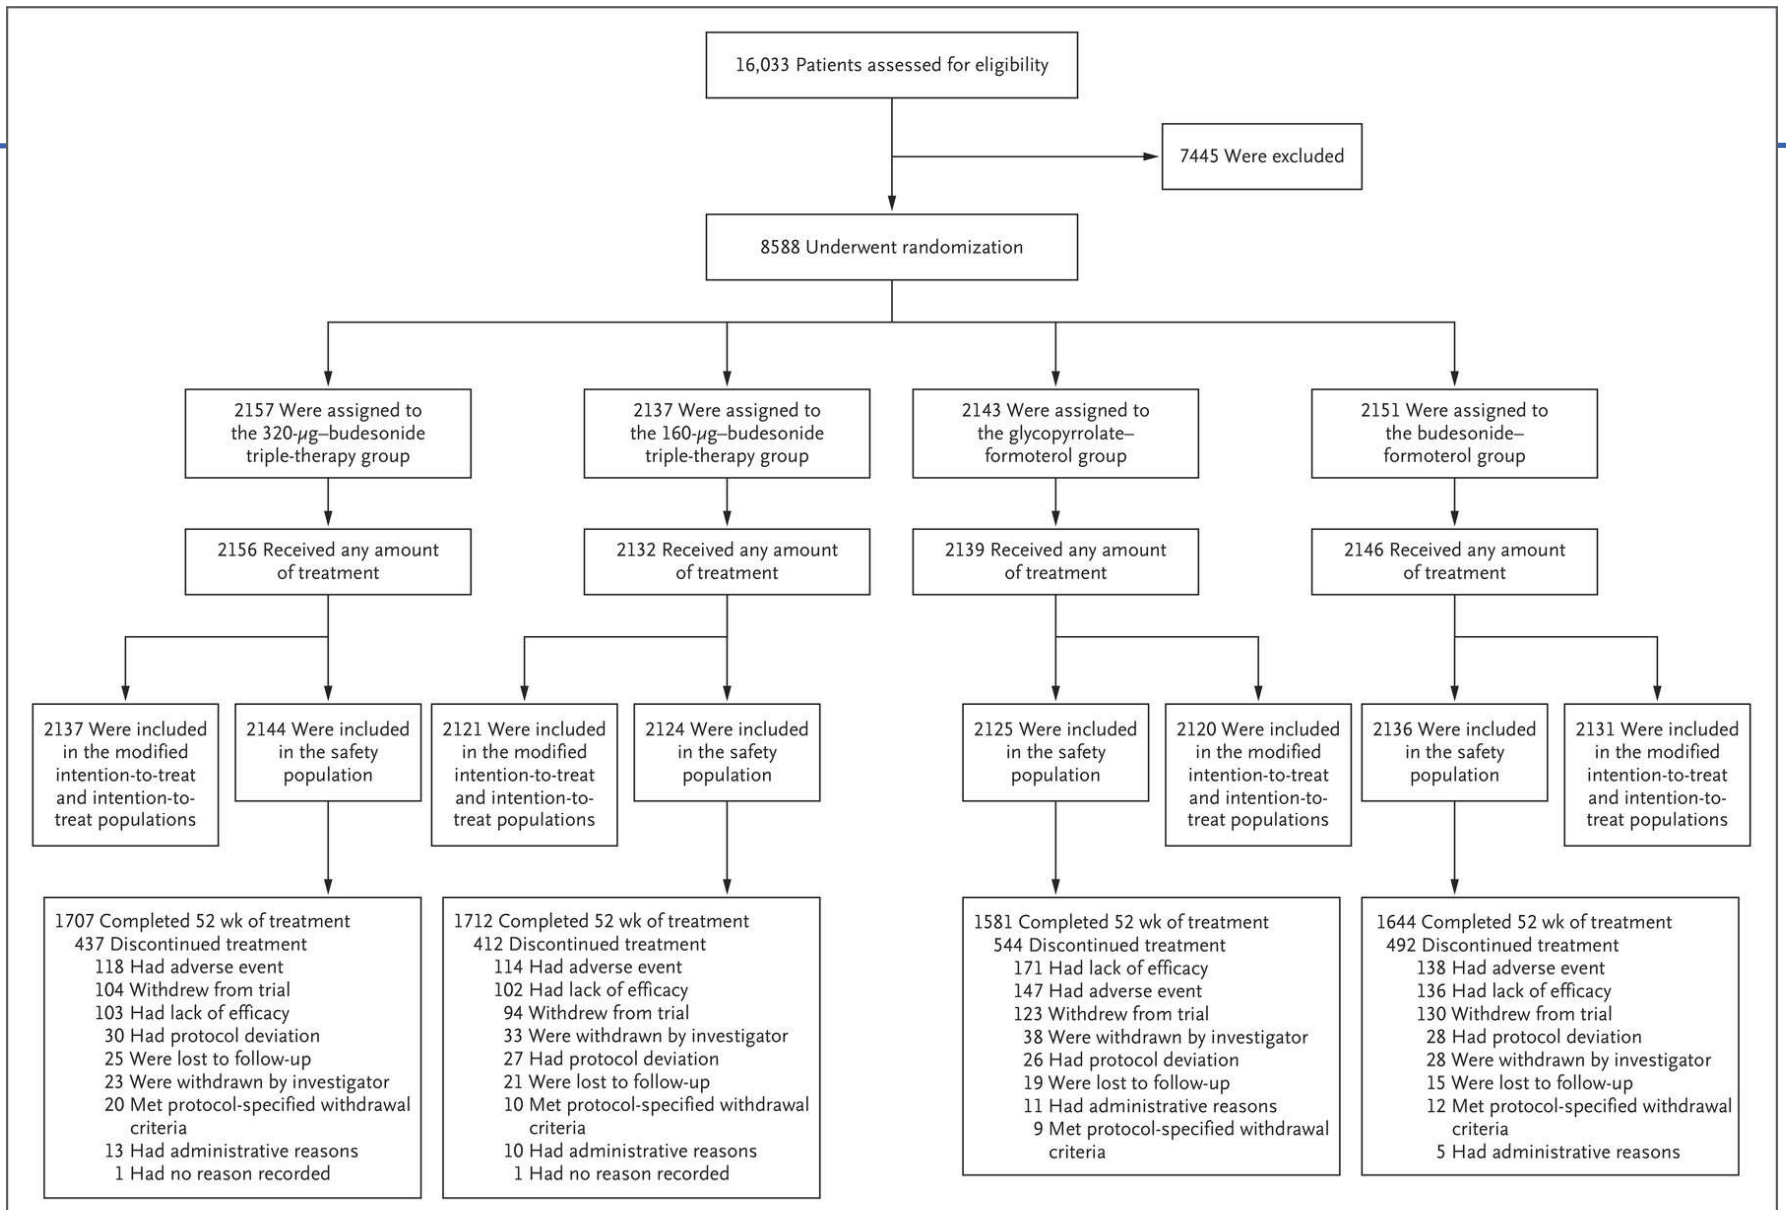 16,033 Patients assessed for eligibility
7445 Were excluded
8588 Underwent randomization
2157 Were assigned to
the 320-µg–budesonide
triple-therapy group
2137 Were assigned to
the 160-µg–budesonide
triple-therapy group
2143 Were assigned to
the glycopyrrolate–
formoterol group
2151 Were assigned to
the budesonide–
formoterol group
2156 Received any amount
of treatment
2132 Received any amount
of treatment
2139 Received any amount
of treatment
2146 Received any amount
of treatment
2137 Were included
in the modified
intention-to-treat
and intention-to-
treat populations
2144 Were included
in the safety
population
2121 Were included
in the modified
intention-to-treat
and intention-to-
treat populations
2124 Were included
in the safety
population
2125 Were included
in the safety
population
2120 Were included
in the modified
intention-to-treat
and intention-to-
treat populations
2136 Were included
in the safety
population
2131 Were included
in the modified
intention-to-treat
and intention-to-
treat populations
1707 Completed 52 wk of treatment
437 Discontinued treatment
118 Had adverse event
104 Withdrew from trial
103 Had lack of efficacy
30 Had protocol deviation
25 Were lost to follow-up
23 Were withdrawn by investigator
20 Met protocol-specified withdrawal
criteria
13 Had administrative reasons
1 Had no reason recorded
1712 Completed 52 wk of treatment
412 Discontinued treatment
114 Had adverse event
102 Had lack of efficacy
94 Withdrew from trial
33 Were withdrawn by investigator
27 Had protocol deviation
21 Were lost to follow-up
10 Met protocol-specified withdrawal
criteria
10 Had administrative reasons
1 Had no reason recorded
1581 Completed 52 wk of treatment
544 Discontinued treatment
171 Had lack of efficacy
147 Had adverse event
123 Withdrew from trial
38 Were withdrawn by investigator
26 Had protocol deviation
19 Were lost to follow-up
11 Had administrative reasons
9 Met protocol-specified withdrawal
criteria
1644 Completed 52 wk of treatment
492 Discontinued treatment
138 Had adverse event
136 Had lack of efficacy
130 Withdrew from trial
28 Had protocol deviation
28 Were withdrawn by investigator
15 Were lost to follow-up
12 Met protocol-specified withdrawal
criteria
5 Had administrative reasons